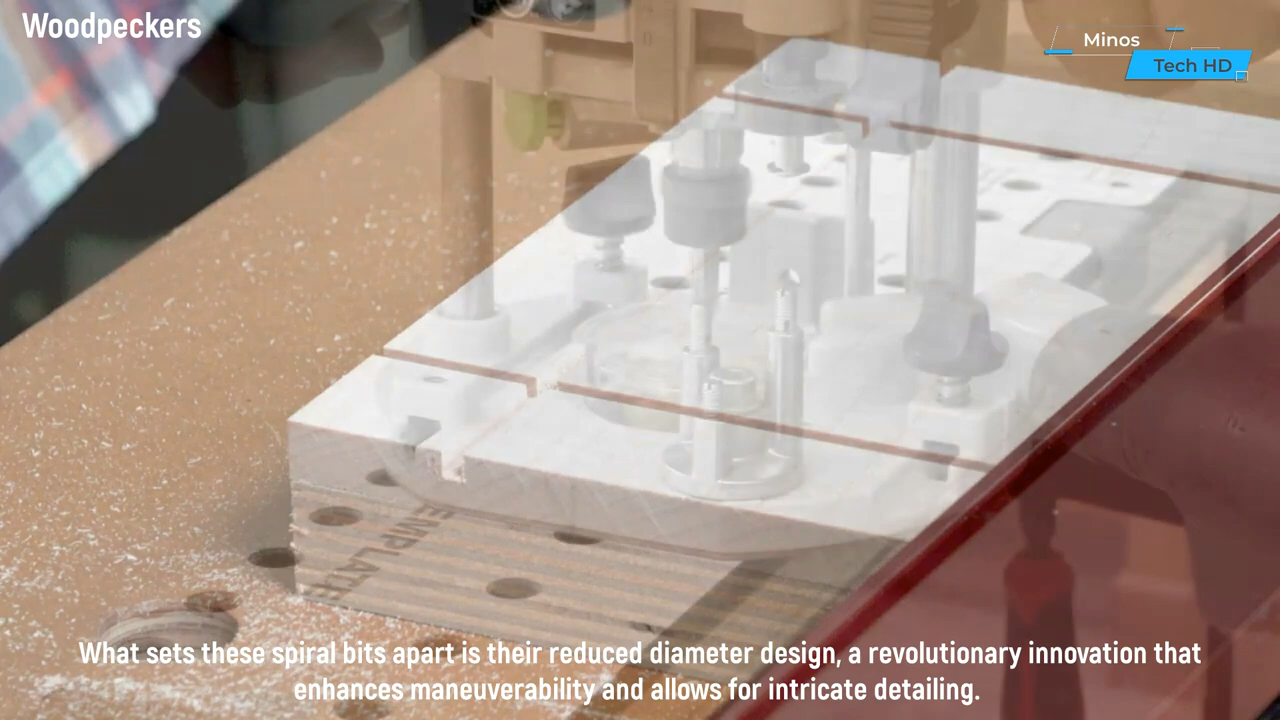 Woodpeckers
Minos
Tech HD
What sets these spiral bits apart is their reduced diameter design, a revolutionary innovation that
enhances maneuverability and allows for intricate detailing.